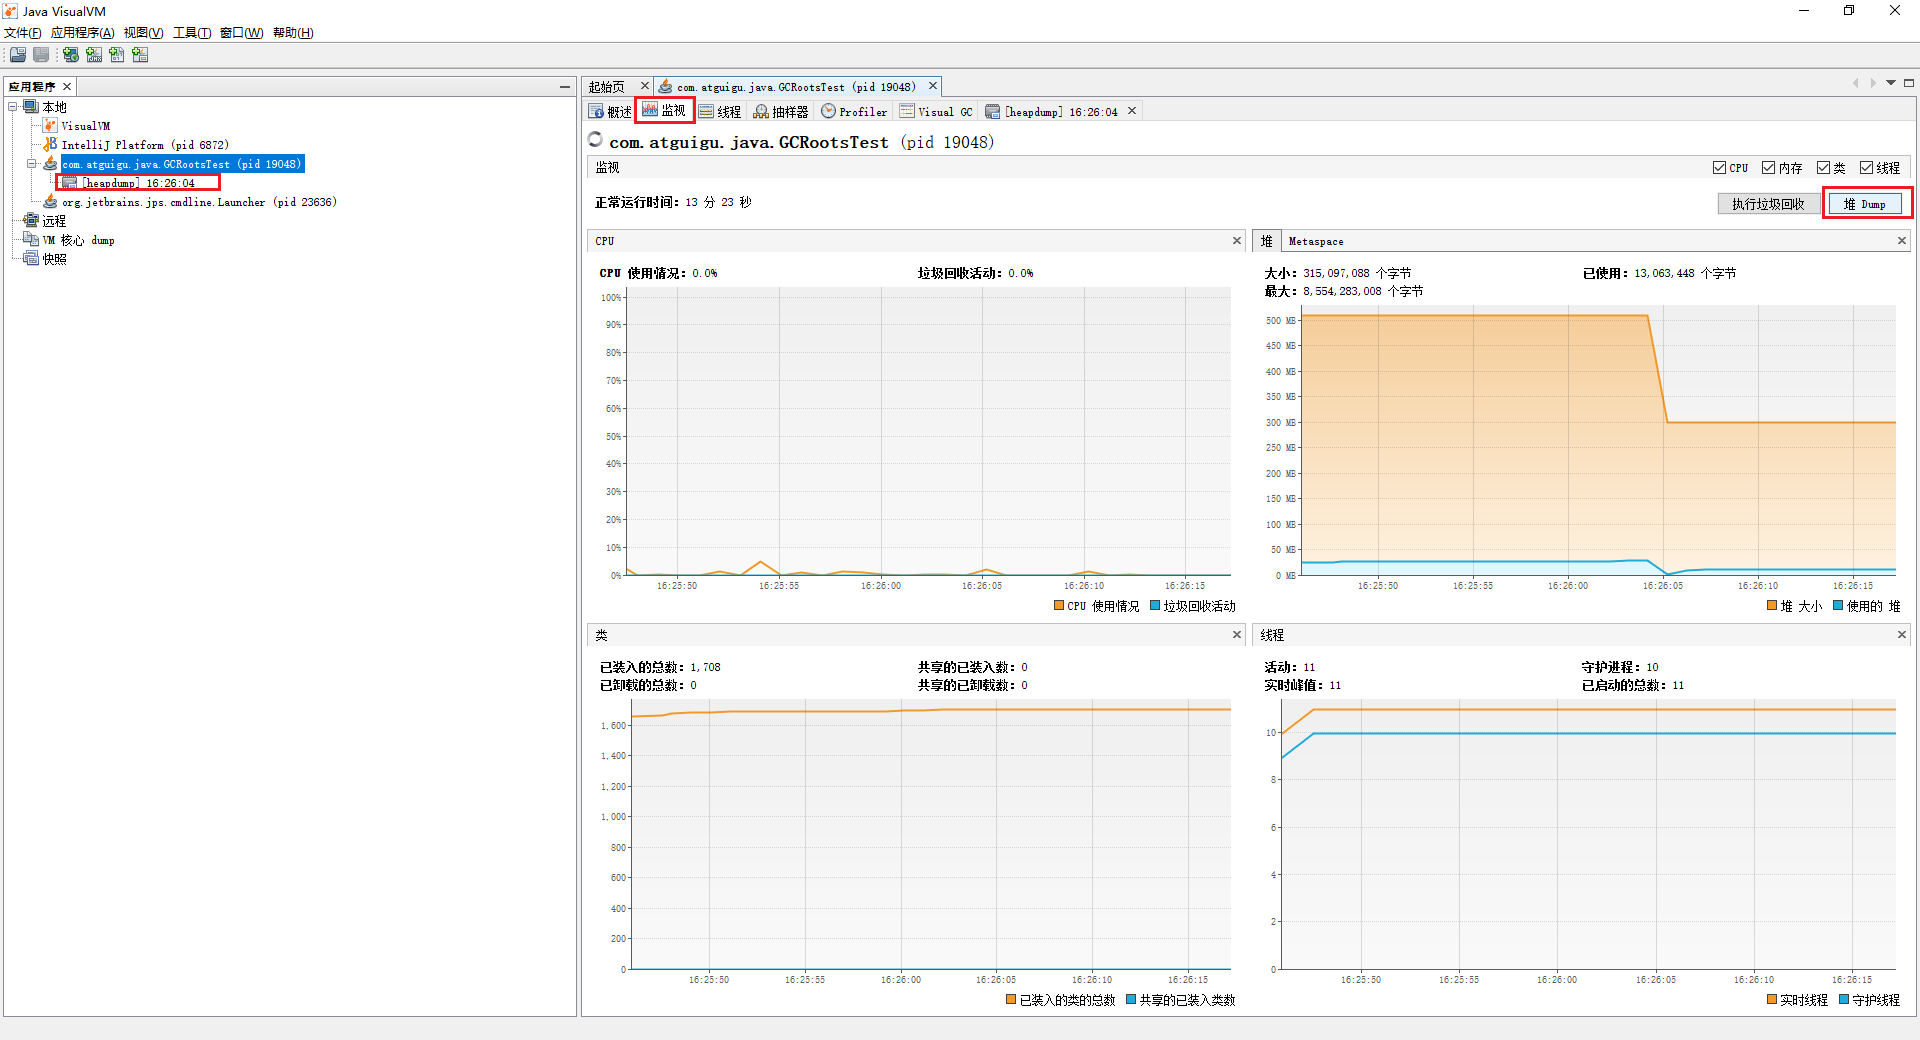 Java VisualVM
文件(F) 应用程序(A) 视图(V) 工具(T) 窗口(W) 帮助(H)
应用程序
本地
VisualVM
IntelliJ Platform (pid 6872)
com.atguigu.java.GCRootsTest (pid 19048)
[heapdump] 16:26:04
org.jetbrains.jps.cmdline.Launcher (pid 23636)
远程
VM 核心 dump
快照
起始页 com.atguigu.java.GCRootsTest (pid 19048)
概述 监视 线程 抽样器 Profiler Visual GC [heapdump] 16:26:04
com.atguigu.java.GCRootsTest (pid 19048)
监视 CPU 内存 类 线程
正常运行时间: 13 分 23 秒 执行垃圾回收 堆 Dump
CPU
CPU 使用情况: 0.0% 垃圾回收活动: 0.0%
100%
90%
80%
70%
60%
50%
40%
30%
20%
10%
0%
16:25:50 16:25:55 16:26:00 16:26:05 16:26:10 16:26:15
CPU 使用情况 垃圾回收活动
堆 Metaspace
大小: 315,097,088 个字节 已使用: 13,063,448 个字节
最大: 8,554,283,008 个字节
500 MB
450 MB
400 MB
350 MB
300 MB
250 MB
200 MB
150 MB
100 MB
50 MB
0 MB
16:25:50 16:25:55 16:26:00 16:26:05 16:26:10 16:26:15
堆 大小 使用的 堆
类
已装入的总数: 1,708 共享的已装入数: 0
已卸载的总数: 0 共享的已卸载数: 0
1,600
1,400
1,200
1,000
800
600
400
200
0
16:25:50 16:25:55 16:26:00 16:26:05 16:26:10 16:26:15
已装入的类的总数 共享的已装入类数
线程
活动: 11 守护进程: 10
实时峰值: 11 已启动的总数: 11
10
8
6
4
2
0
16:25:50 16:25:55 16:26:00 16:26:05 16:26:10 16:26:15
实时线程 守护线程